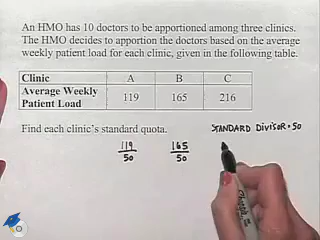 An HMO has 10 doctors to be apportioned among three clinics.
The HMO decides to apportion the doctors based on the average
weekly patient load for each clinic, given in the following table.
Clinic A B C
Average Weekly
Patient Load 119 165 216
Find each clinic's standard quota.
STANDARD DIVISOR = 50
119 165
50 50